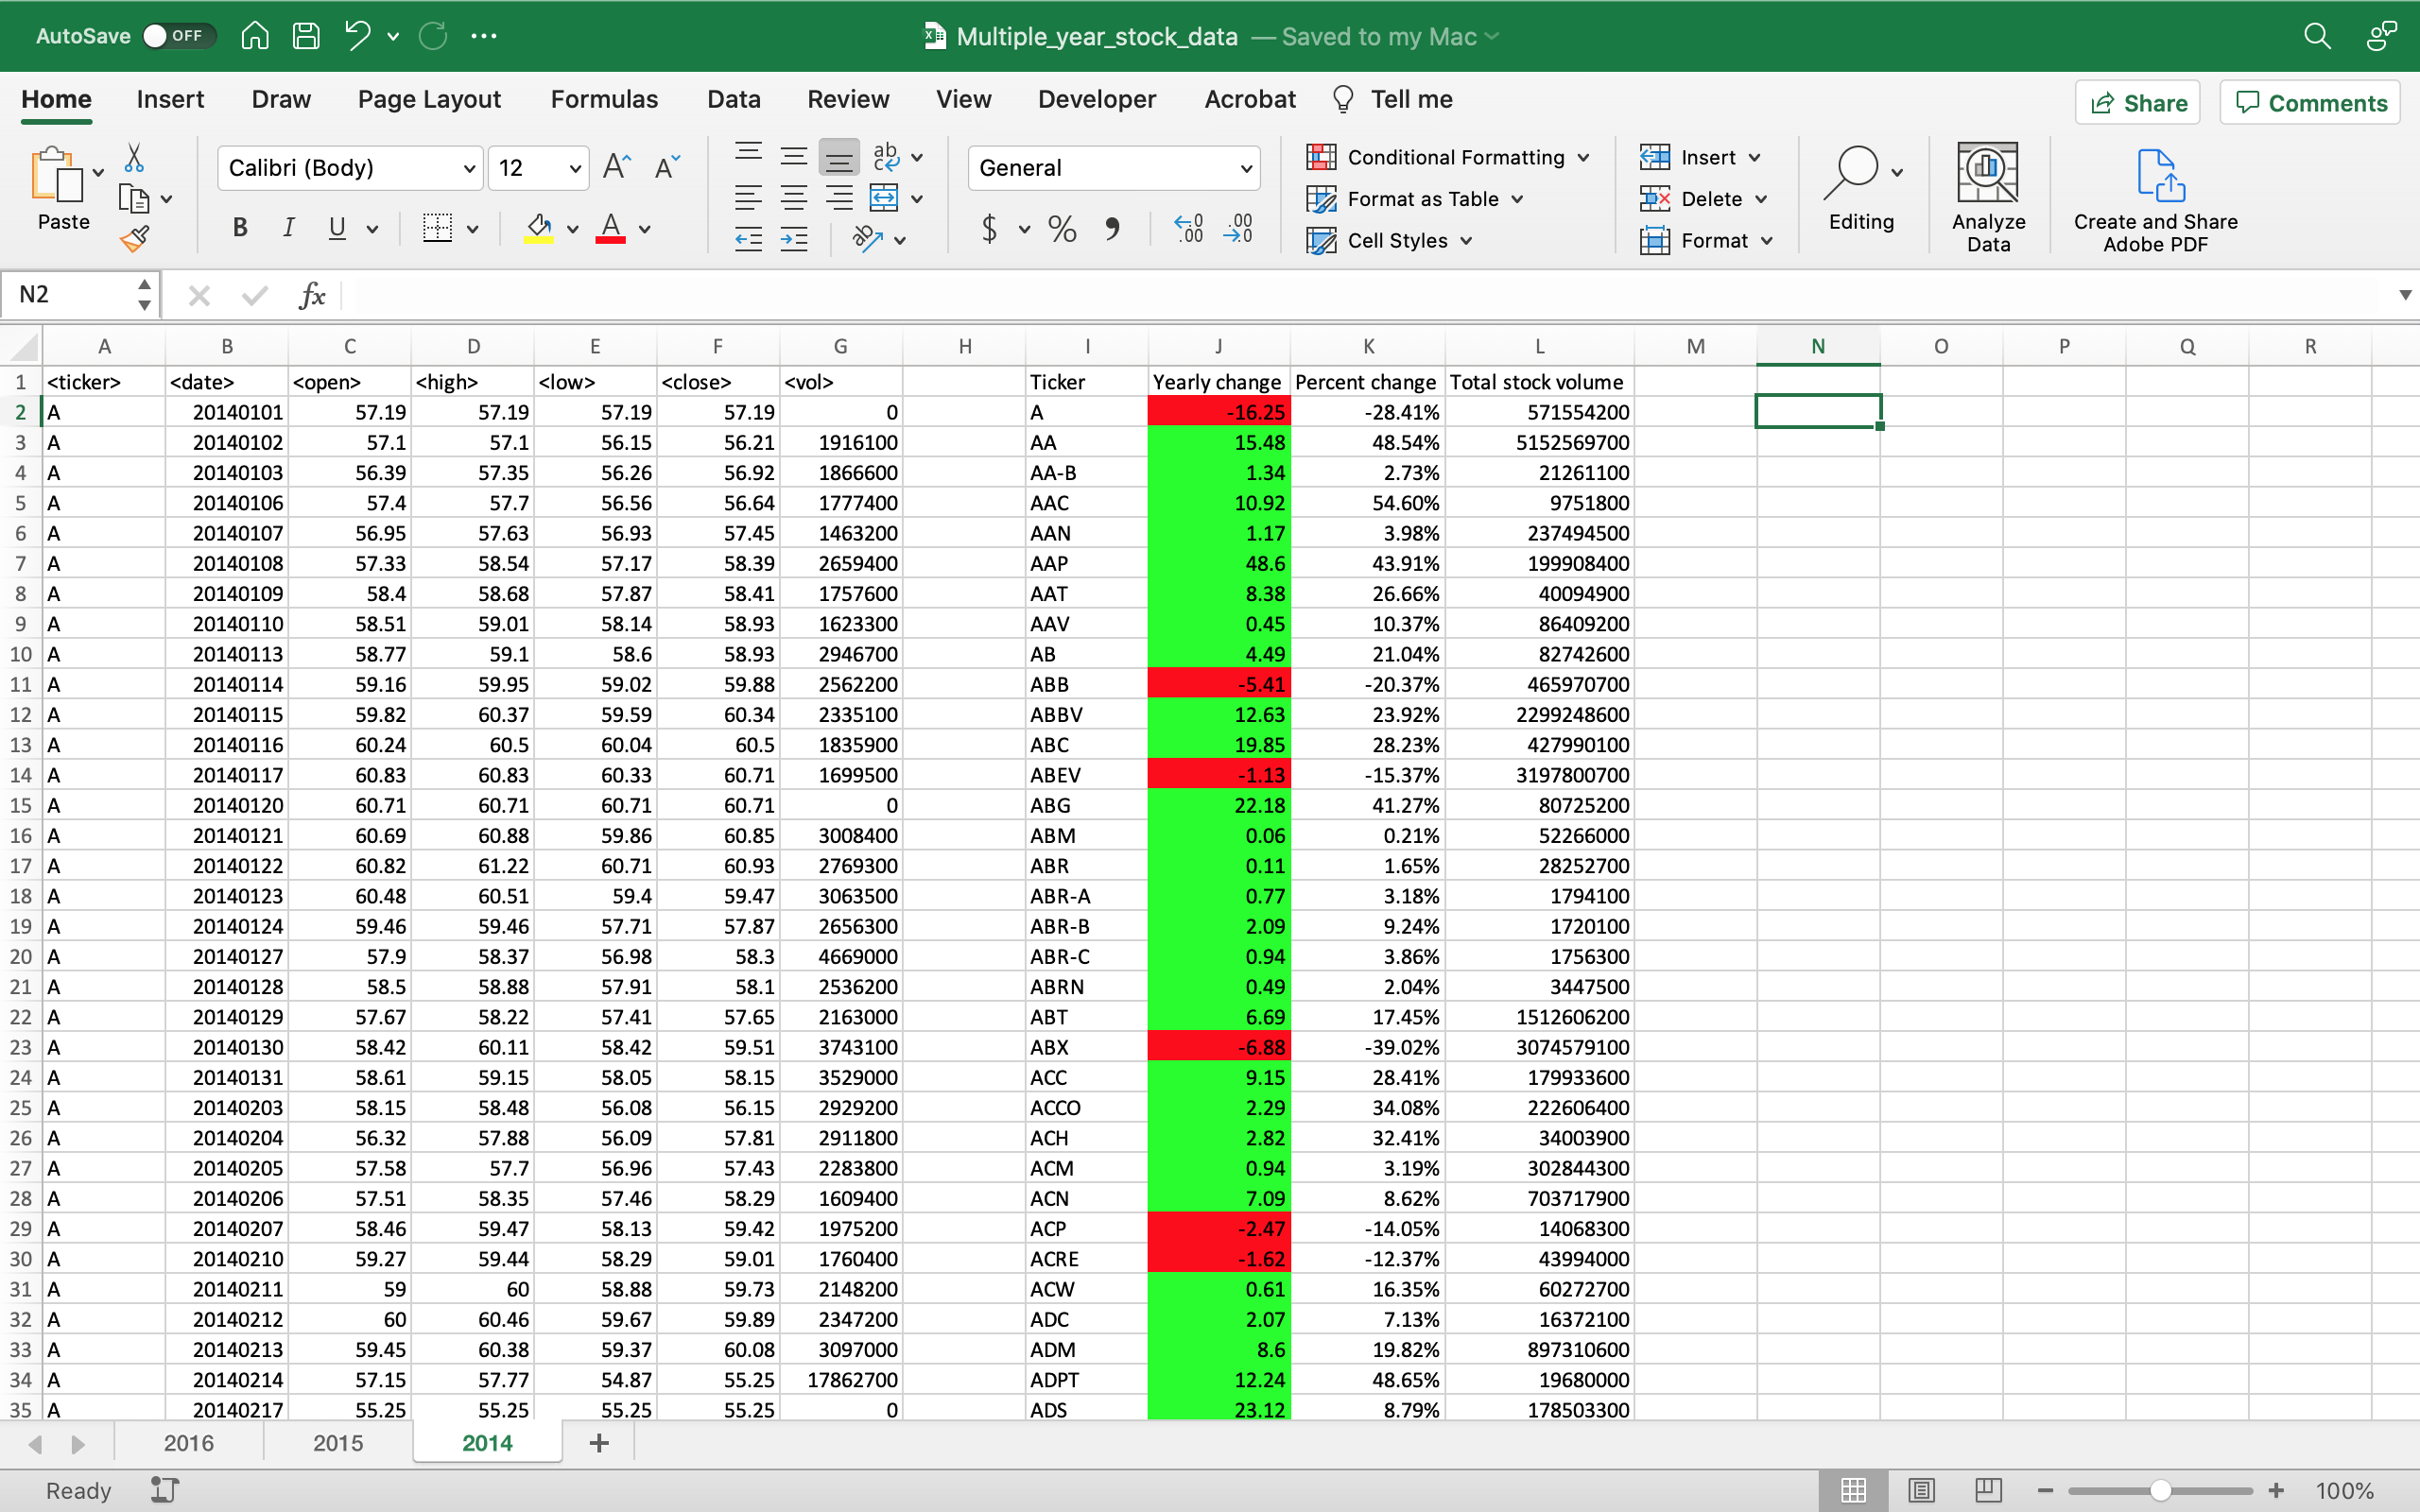 AutoSave OFF Multiple_year_stock_data — Saved to my Mac
Home Insert Draw Page Layout Formulas Data Review View Developer Acrobat Tell me Share Comments
Paste Calibri (Body) 12 A A ab c General Conditional Formatting Insert
Format as Table Delete
B I U A ab $ % , .00 .0 Cell Styles Format Editing Analyze Data Create and Share Adobe PDF
N2 fx
A B C D E F G H I J K L M N O P Q R
1 <ticker> <date> <open> <high> <low> <close> <vol> Ticker Yearly change Percent change Total stock volume
2 A 20140101 57.19 57.19 57.19 57.19 0 A -16.25 -28.41% 571554200
3 A 20140102 57.1 57.1 56.15 56.21 1916100 AA 15.48 48.54% 5152569700
4 A 20140103 56.39 57.35 56.26 56.92 1866600 AA-B 1.34 2.73% 21261100
5 A 20140106 57.4 57.7 56.56 56.64 1777400 AAC 10.92 54.60% 9751800
6 A 20140107 56.95 57.63 56.93 57.45 1463200 AAN 1.17 3.98% 237494500
7 A 20140108 57.33 58.54 57.17 58.39 2659400 AAP 48.6 43.91% 199908400
8 A 20140109 58.4 58.68 57.87 58.41 1757600 AAT 8.38 26.66% 40094900
9 A 20140110 58.51 59.01 58.14 58.93 1623300 AAV 0.45 10.37% 86409200
10 A 20140113 58.77 59.1 58.6 58.93 2946700 AB 4.49 21.04% 82742600
11 A 20140114 59.16 59.95 59.02 59.88 2562200 ABB -5.41 -20.37% 465970700
12 A 20140115 59.82 60.37 59.59 60.34 2335100 ABBV 12.63 23.92% 2299248600
13 A 20140116 60.24 60.5 60.04 60.5 1835900 ABC 19.85 28.23% 427990100
14 A 20140117 60.83 60.83 60.33 60.71 1699500 ABEV -1.13 -15.37% 3197800700
15 A 20140120 60.71 60.71 60.71 60.71 0 ABG 22.18 41.27% 80725200
16 A 20140121 60.69 60.88 59.86 60.85 3008400 ABM 0.06 0.21% 52266000
17 A 20140122 60.82 61.22 60.71 60.93 2769300 ABR 0.11 1.65% 28252700
18 A 20140123 60.48 60.51 59.4 59.47 3063500 ABR-A 0.77 3.18% 1794100
19 A 20140124 59.46 59.46 57.71 57.87 2656300 ABR-B 2.09 9.24% 1720100
20 A 20140127 57.9 58.37 56.98 58.3 4669000 ABR-C 0.94 3.86% 1756300
21 A 20140128 58.5 58.88 57.91 58.1 2536200 ABRN 0.49 2.04% 3447500
22 A 20140129 57.67 58.22 57.41 57.65 2163000 ABT 6.69 17.45% 1512606200
23 A 20140130 58.42 60.11 58.42 59.51 3743100 ABX -6.88 -39.02% 3074579100
24 A 20140131 58.61 59.15 58.05 58.15 3529000 ACC 9.15 28.41% 179933600
25 A 20140203 58.15 58.48 56.08 56.15 2929200 ACCO 2.29 34.08% 222606400
26 A 20140204 56.32 57.88 56.09 57.81 2911800 ACH 2.82 32.41% 34003900
27 A 20140205 57.58 57.7 56.96 57.43 2283800 ACM 0.94 3.19% 302844300
28 A 20140206 57.51 58.35 57.46 58.29 1609400 ACN 7.09 8.62% 703717900
29 A 20140207 58.46 59.47 58.13 59.42 1975200 ACP -2.47 -14.05% 14068300
30 A 20140210 59.27 59.44 58.29 59.01 1760400 ACRE -1.62 -12.37% 43994000
31 A 20140211 59 60 58.88 59.73 2148200 ACW 0.61 16.35% 60272700
32 A 20140212 60 60.46 59.67 59.89 2347200 ADC 2.07 7.13% 16372100
33 A 20140213 59.45 60.38 59.37 60.08 3097000 ADM 8.6 19.82% 897310600
34 A 20140214 57.15 57.77 54.87 55.25 17862700 ADPT 12.24 48.65% 19680000
35 A 20140217 55.25 55.25 55.25 55.25 0 ADS 23.12 8.79% 178503300
2016 2015 2014 +
Ready 100%